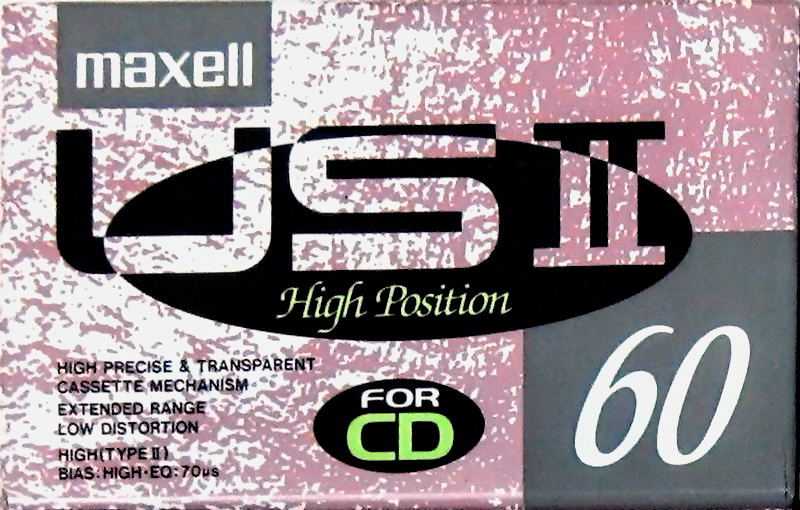 maxell
US II
High Position
60
HIGH PRECISE & TRANSPARENT
CASSETTE MECHANISM
EXTENDED RANGE
LOW DISTORTION
HIGH(TYPE II)
BIAS:HIGH·EQ:70µs
FOR
CD